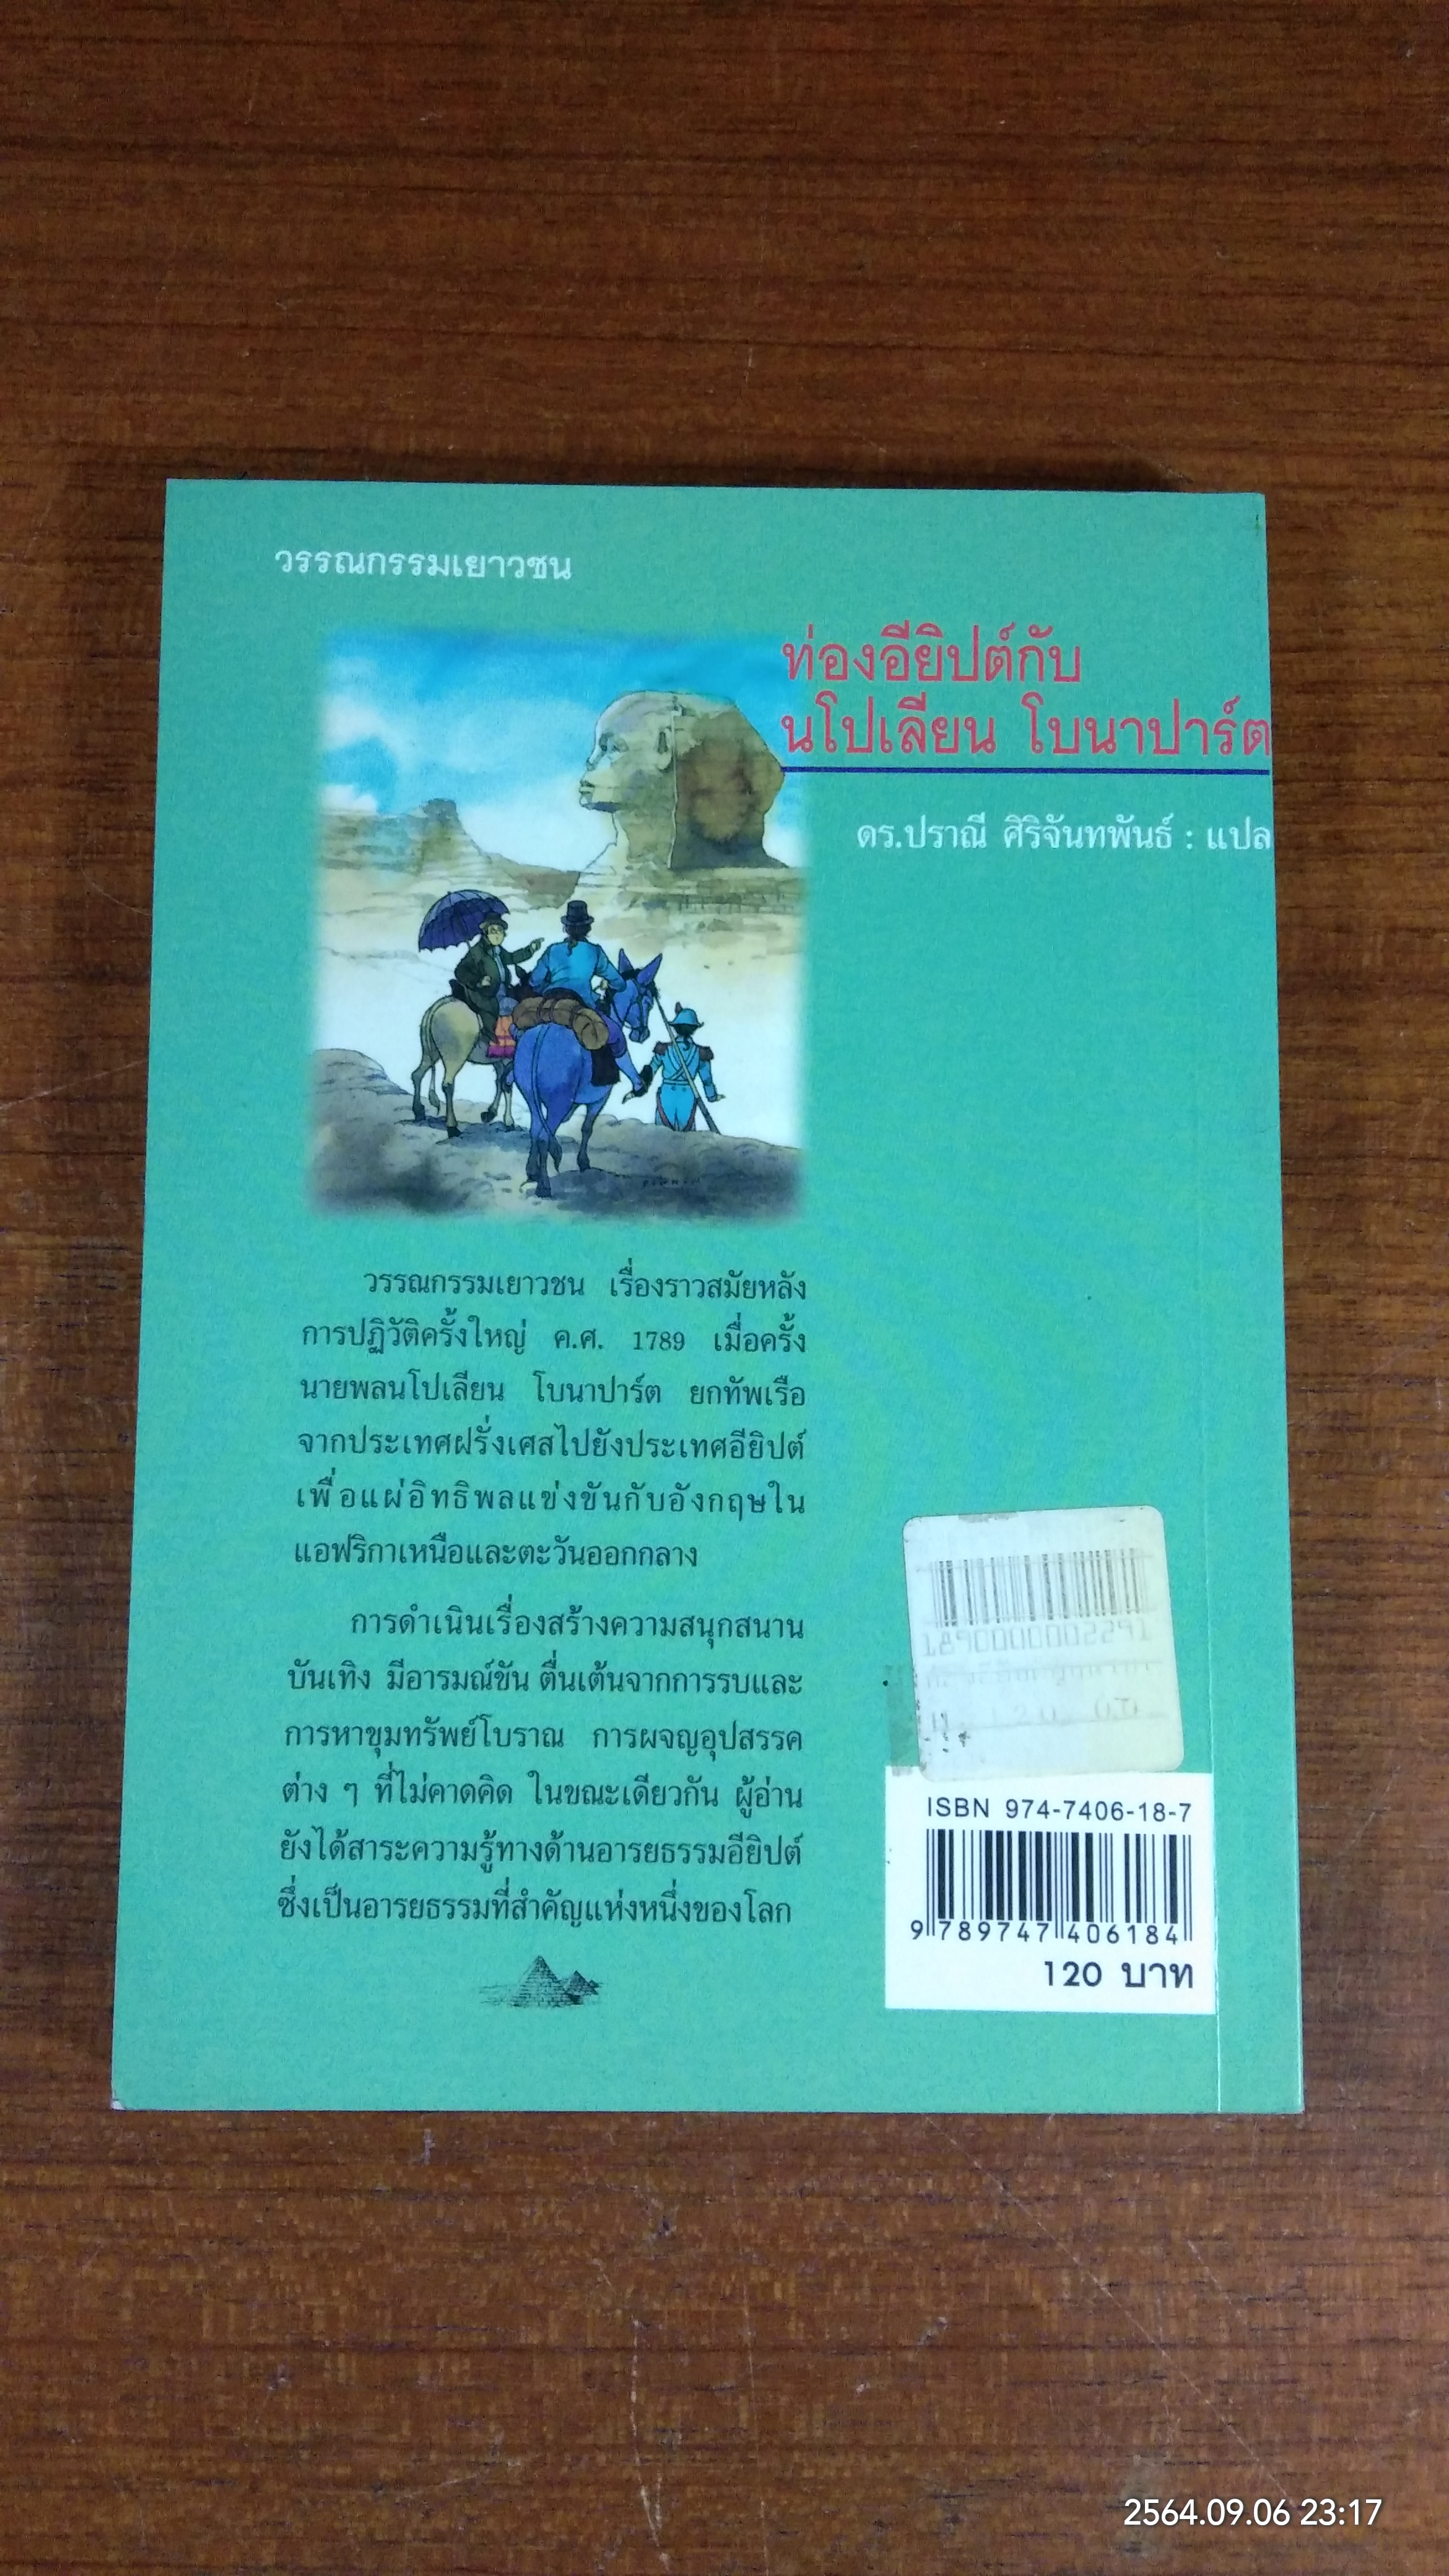 วรรณกรรมเยาวชน
ท่องอียิปต์กับ
นโปเลียน โบนาปาร์ต
ดร.ปราณี ศิริจันทพันธ์ : แปล
วรรณกรรมเยาวชน เรื่องราวสมัยหลัง
การปฏิวัติครั้งใหญ่ ค.ศ. 1789 เมื่อครั้ง
นายพลนโปเลียน โบนาปาร์ต ยกทัพเรือ
จากประเทศฝรั่งเศสไปยังประเทศอียิปต์
เพื่อแผ่อิทธิพลแข่งขันกับอังกฤษใน
แอฟริกาเหนือและตะวันออกกลาง
การดำเนินเรื่องสร้างความสนุกสนาน
บันเทิง มีอารมณ์ขัน ตื่นเต้นจากการรบและ
การหาขุมทรัพย์โบราณ การผจญอุปสรรค
ต่าง ๆ ที่ไม่คาดคิด ในขณะเดียวกัน ผู้อ่าน
ยังได้สาระความรู้ทางด้านอารยธรรมอียิปต์
ซึ่งเป็นอารยธรรมที่สำคัญแห่งหนึ่งของโลก
1890000002291
ISBN 974-7406-18-7
9 789747 406184
120 บาท
2564.09.06 23:17